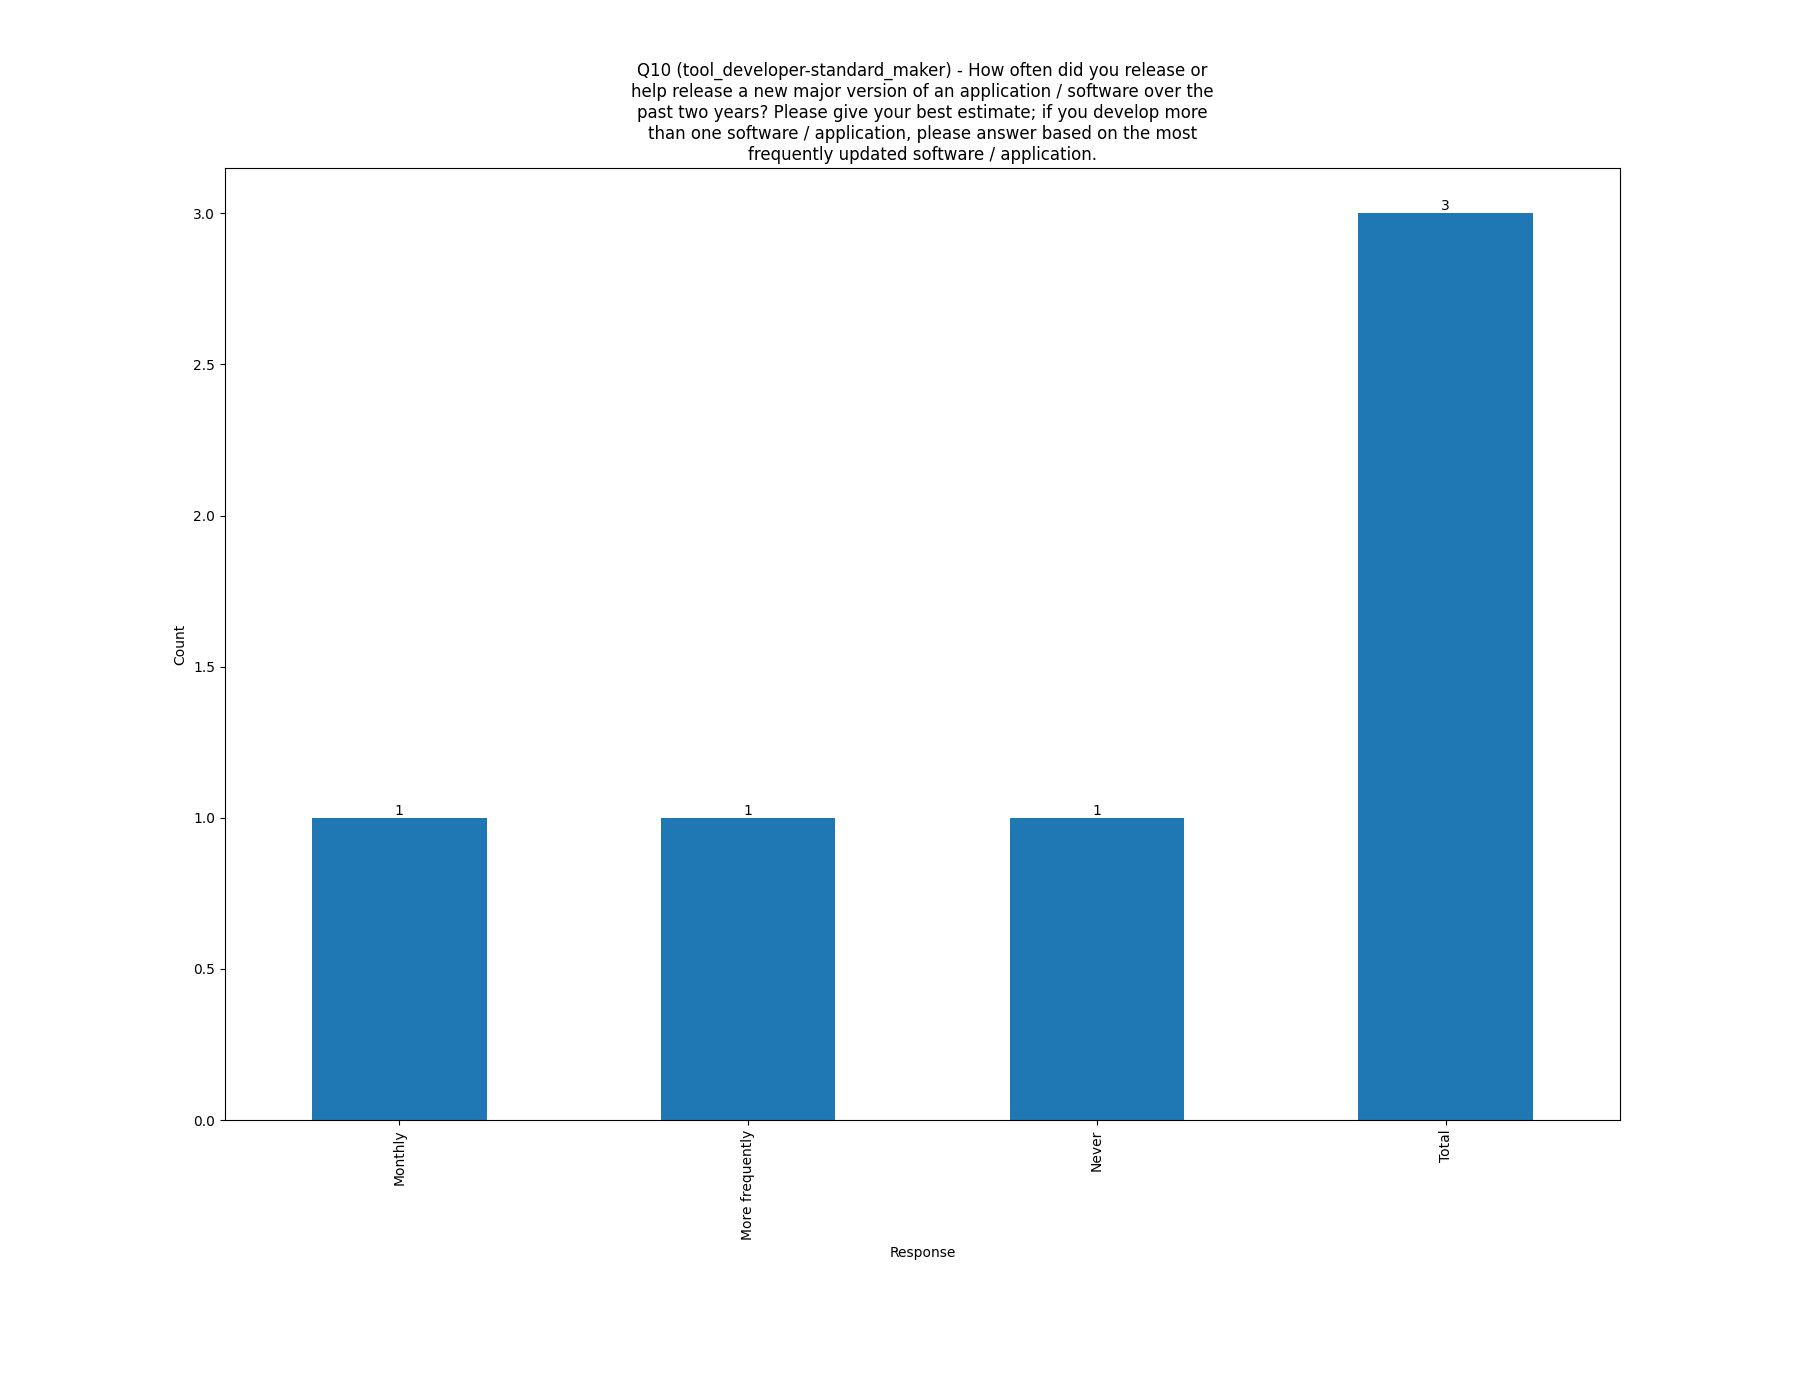 Q10 (tool_developer-standard_maker) - How often did you release or
help release a new major version of an application / software over the
past two years? Please give your best estimate; if you develop more
than one software / application, please answer based on the most
frequently updated software / application.
3.0
2.5
2.0
1.5
1.0
0.5
0.0
Count
1
1
1
3
Monthly
More frequently
Never
Total
Response